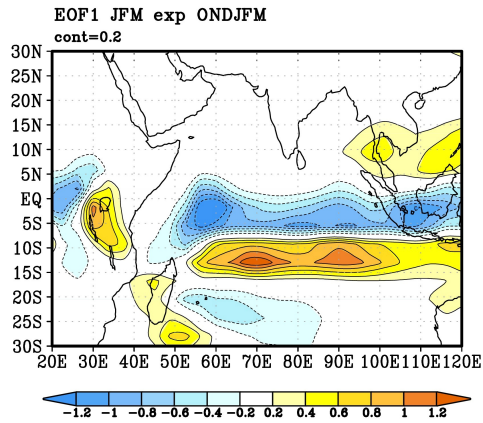 EOF1 JFM exp ONDJFM
cont=0.2
30N
25N
20N
15N
10N
5N
EQ
5S
10S
15S
20S
25S
30S
20E 30E 40E 50E 60E 70E 80E 90E 100E 110E 120E
-1.2 -1 -0.8 -0.6 -0.4 -0.2 0.2 0.4 0.6 0.8 1 1.2